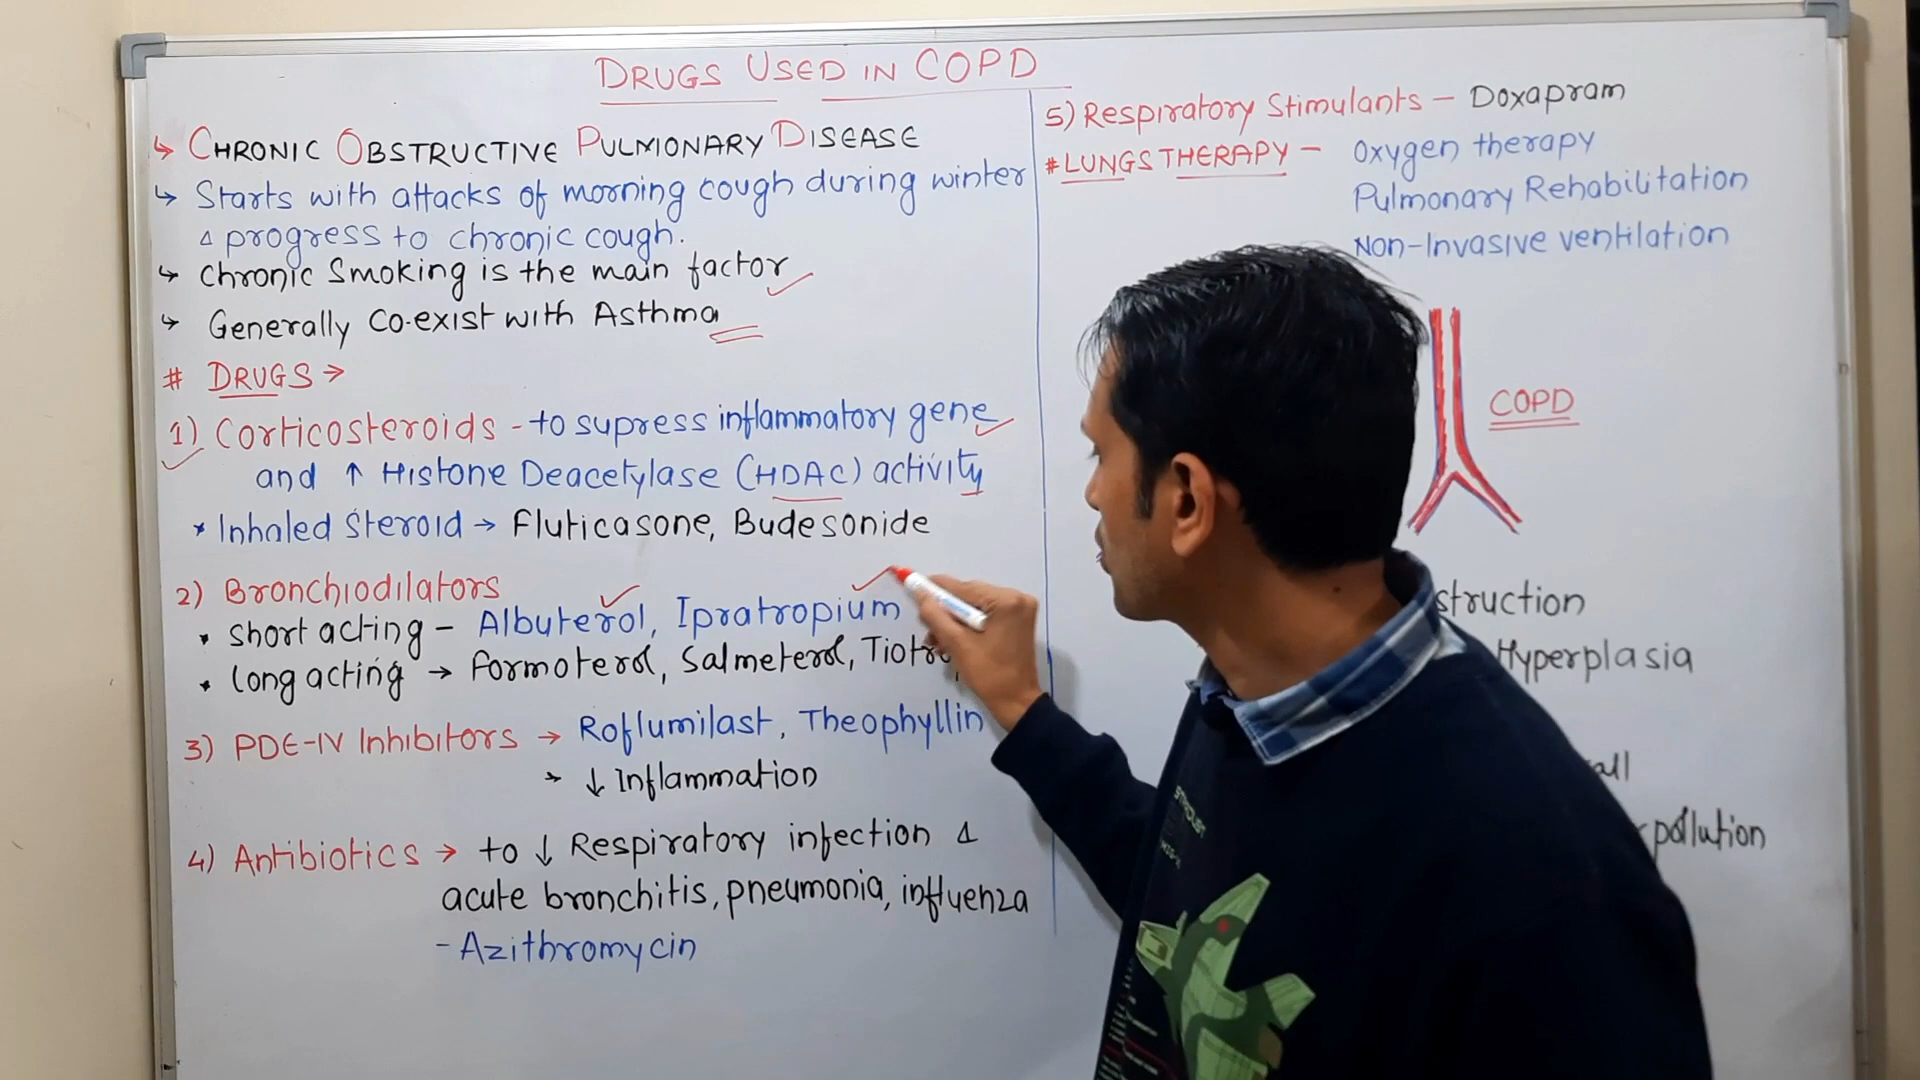 DRUGS USED IN COPD
↳ CHRONIC OBSTRUCTIVE PULMONARY DISEASE
↳ Starts with attacks of morning cough during winter
& progress to chronic cough.
↳ Chronic Smoking is the main factor
↳ Generally Co-exist with Asthma
# DRUGS →
1) Corticosteroids - to supress inflammatory gene
and ↑ Histone Deacetylase (HDAC) activity
* Inhaled Steroid → Fluticasone, Budesonide
2) Bronchiodilators
• Short acting - Albuterol, Ipratropium
• Long acting → Formoterol, Salmeterol, Tiotro
3) PDE-IV Inhibitors → Roflumilast, Theophyllin
→ ↓ Inflammation
4) Antibiotics → to ↓ Respiratory infection &
acute bronchitis, pneumonia, influenza
- Azithromycin
5) Respiratory Stimulants - Doxapram
# LUNGS THERAPY - Oxygen therapy
Pulmonary Rehabilitation
Non-Invasive ventilation
COPD
struction
Hyperplasia
all
pollution